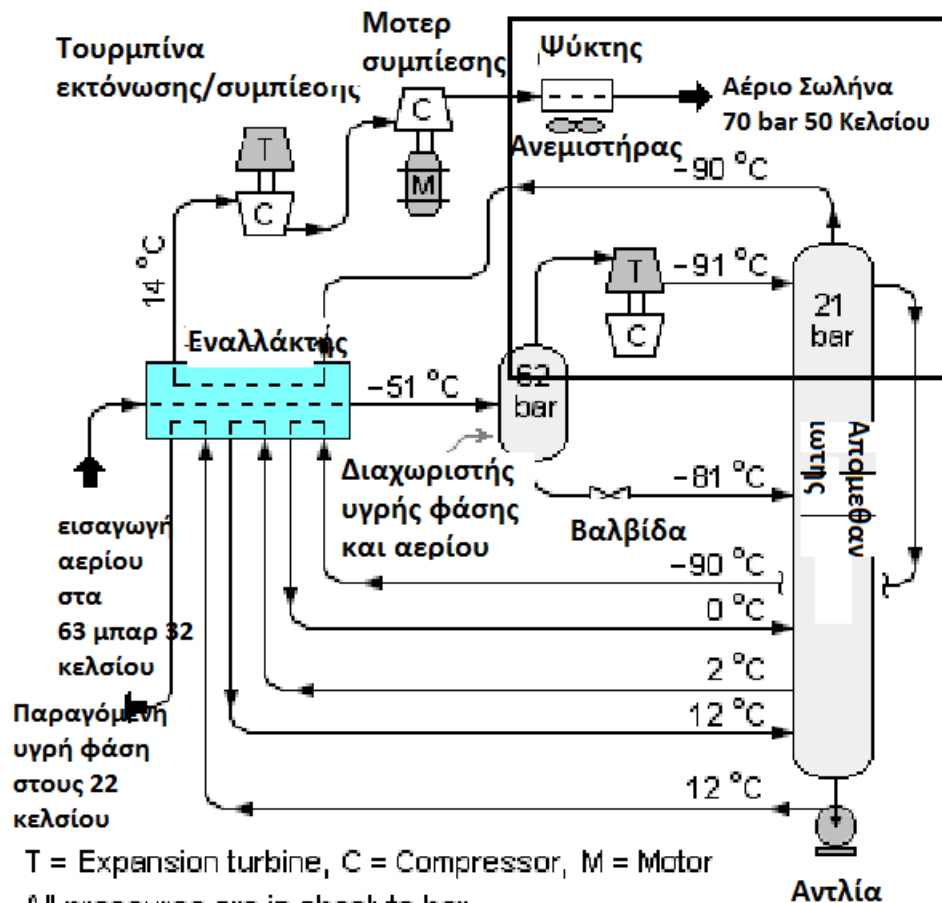 Τουρμπίνα
εκτόνωσης/συμπίεσης
Μοτερ
συμπίεσης
Ψύκτης
Αέριο Σωλήνα
70 bar 50 Κελσίου
Ανεμιστήρας
T
C
C
M
−90 °C
14 °C
T
C
−91 °C
21
bar
Εναλλάκτης
−51 °C
62
bar
Διαχωριστής
υγρής φάσης
και αερίου
−81 °C
Βαλβίδα
Απομεθαν
ιωτης
εισαγωγή
αερίου
στα
63 μπαρ 32
κελσίου
−90 °C
0 °C
2 °C
12 °C
12 °C
Παραγόμενη
υγρή φάση
στους 22
κελσίου
T = Expansion turbine, C = Compressor, M = Motor
Αντλία